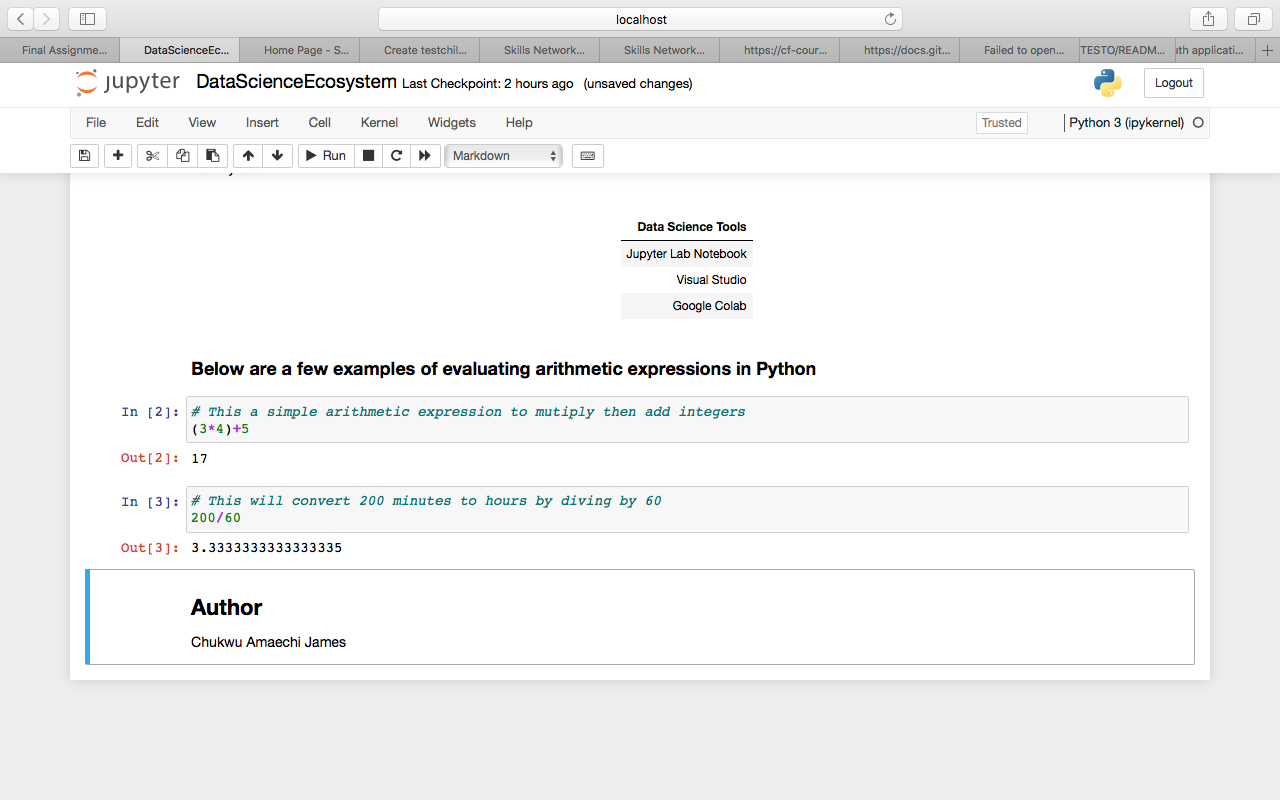 localhost
Final Assignme...
DataScienceEc...
Home Page - S...
Create testchil...
Skills Network...
Skills Network...
https://cf-cour...
https://docs.git...
Failed to open...
TESTO/READM...
uth applicati...
jupyter DataScienceEcosystem Last Checkpoint: 2 hours ago (unsaved changes)
Logout
File Edit View Insert Cell Kernel Widgets Help
Trusted
Python 3 (ipykernel)
Run
Markdown
Data Science Tools
Jupyter Lab Notebook
Visual Studio
Google Colab
Below are a few examples of evaluating arithmetic expressions in Python
In [2]: # This a simple arithmetic expression to mutiply then add integers
(3*4)+5
Out[2]: 17
In [3]: # This will convert 200 minutes to hours by diving by 60
200/60
Out[3]: 3.3333333333333335
Author
Chukwu Amaechi James